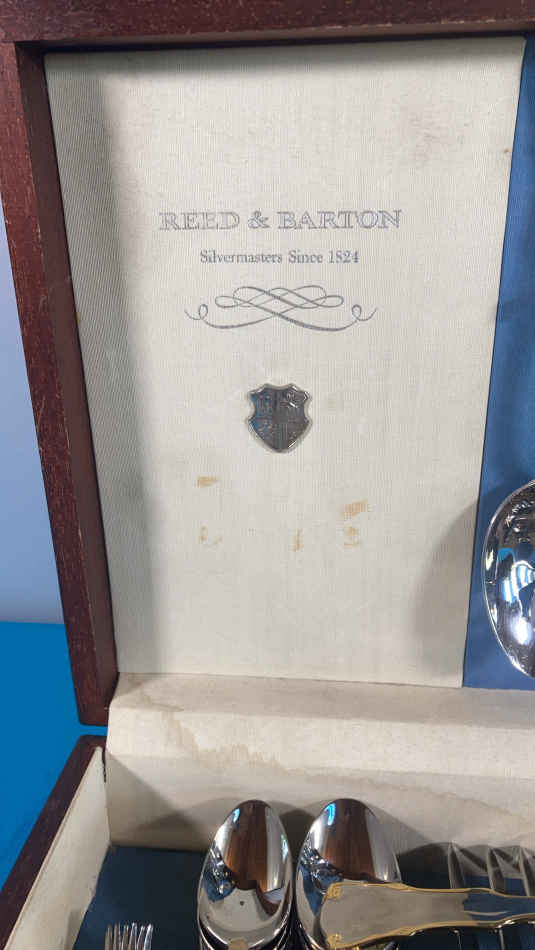 REED & BARTON
Silvermasters Since 1824